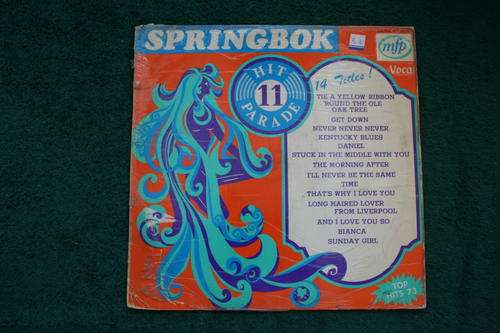 SPRINGBOK
mfp
Voca
HIT
11
PARADE
14 Titles!
TIE A YELLOW RIBBON
'ROUND THE OLE
OAK TREE
GET DOWN
NEVER NEVER NEVER
KENTUCKY BLUES
DANIEL
STUCK IN THE MIDDLE WITH YOU
THE MORNING AFTER
I'LL NEVER BE THE SAME
TIME
THAT'S WHY I LOVE YOU
LONG HAIRED LOVER
FROM LIVERPOOL
AND I LOVE YOU SO
BIANCA
SUNDAY GIRL
TOP
HITS 73